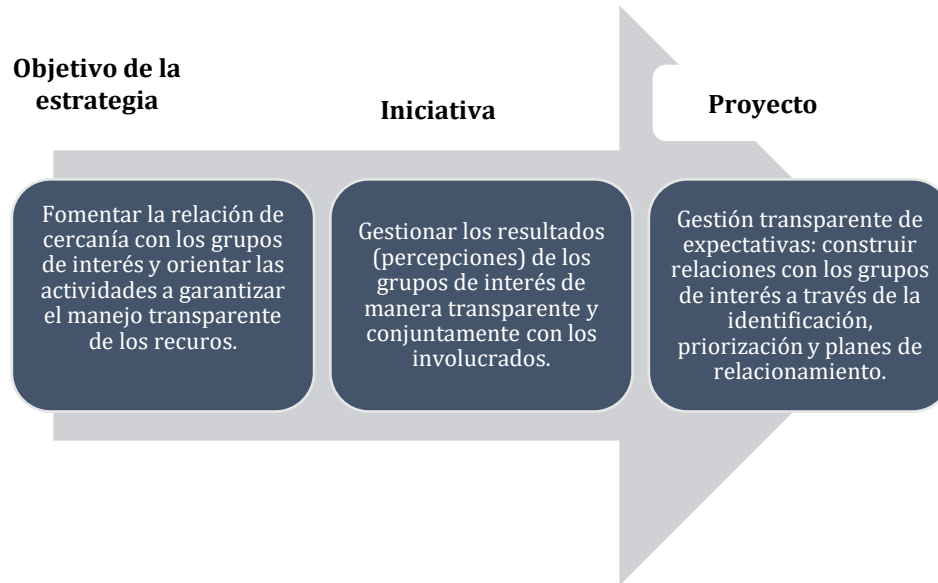 Objetivo de la
estrategia
Iniciativa
Proyecto
Fomentar la relación de
cercanía con los grupos
de interés y orientar las
actividades a garantizar
el manejo transparente
de los recuros.
Gestionar los resultados
(percepciones) de los
grupos de interés de
manera transparente y
conjuntamente con los
involucrados.
Gestión transparente de
expectativas: construir
relaciones con los grupos
de interés a través de la
identificación,
priorización y planes de
relacionamiento.